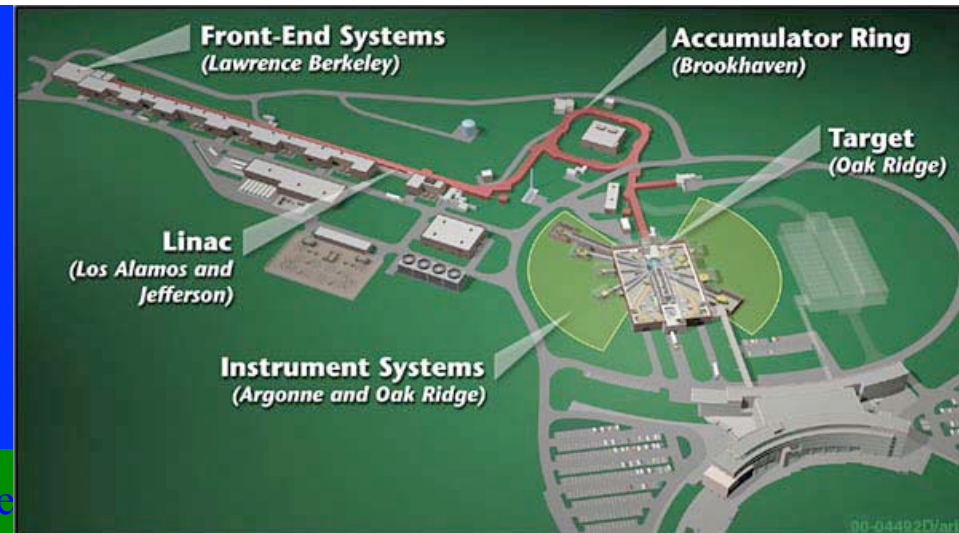 Front-End Systems
(Lawrence Berkeley)
Accumulator Ring
(Brookhaven)
Target
(Oak Ridge)
Linac
(Los Alamos and
Jefferson)
Instrument Systems
(Argonne and Oak Ridge)
e
00-04492D/arb